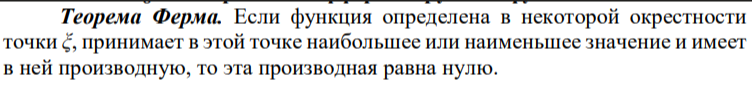 Теорема Ферма. Если функция определена в некоторой окрестности
точки ξ, принимает в этой точке наибольшее или наименьшее значение и имеет
в ней производную, то эта производная равна нулю.